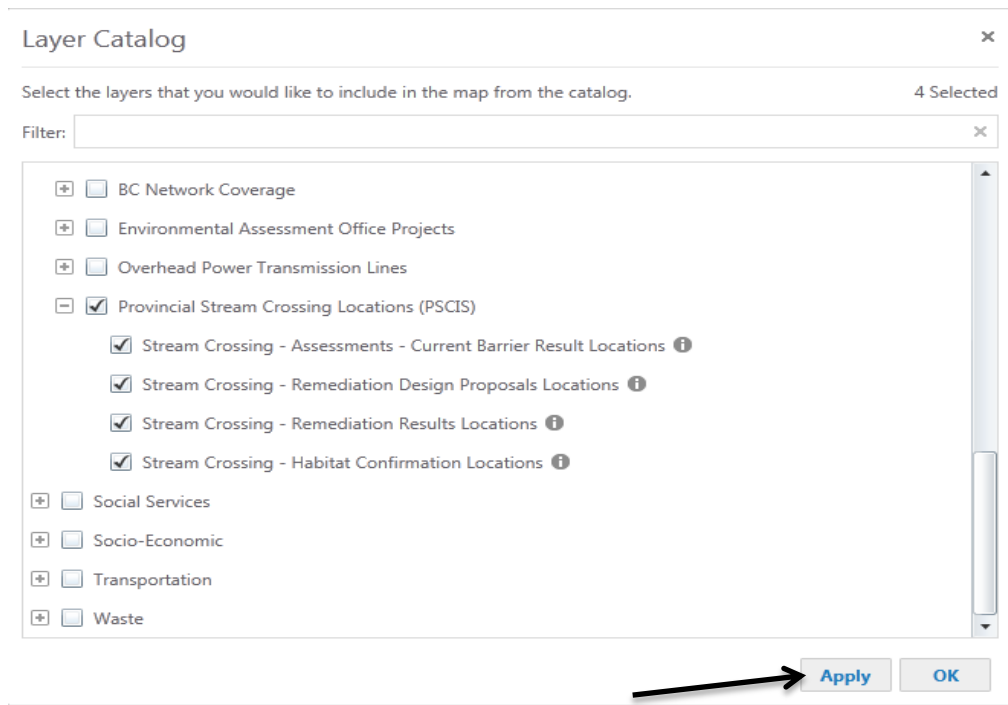 Layer Catalog
Select the layers that you would like to include in the map from the catalog. 4 Selected
Filter:
BC Network Coverage
Environmental Assessment Office Projects
Overhead Power Transmission Lines
Provincial Stream Crossing Locations (PSCIS)
Stream Crossing - Assessments - Current Barrier Result Locations
Stream Crossing - Remediation Design Proposals Locations
Stream Crossing - Remediation Results Locations
Stream Crossing - Habitat Confirmation Locations
Social Services
Socio-Economic
Transportation
Waste
Apply OK